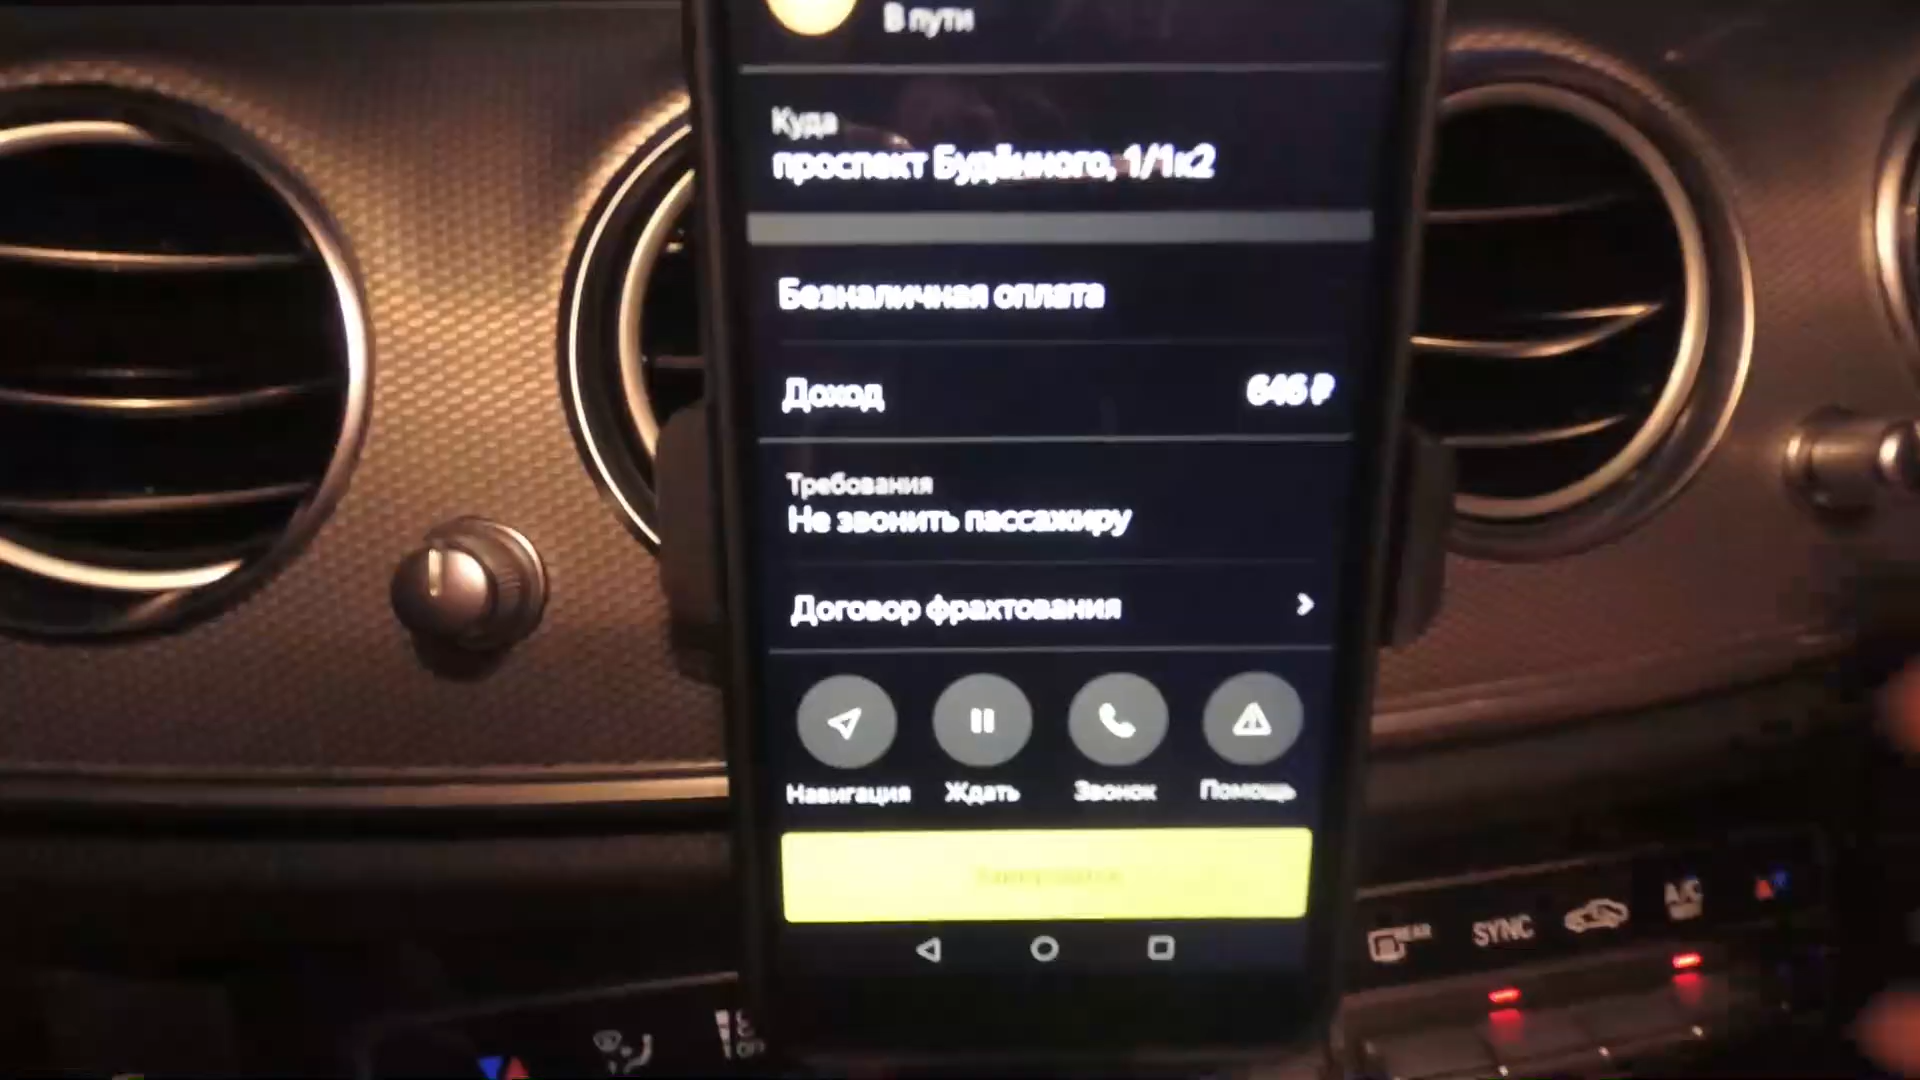 В пути
Куда
проспект Будённого, 1/1к2
Безналичная оплата
Доход 646 ₽
Требования
Не звонить пассажиру
Договор фрахтования
Навигация Ждать Звонок Помощь
REAR SYNC A/C